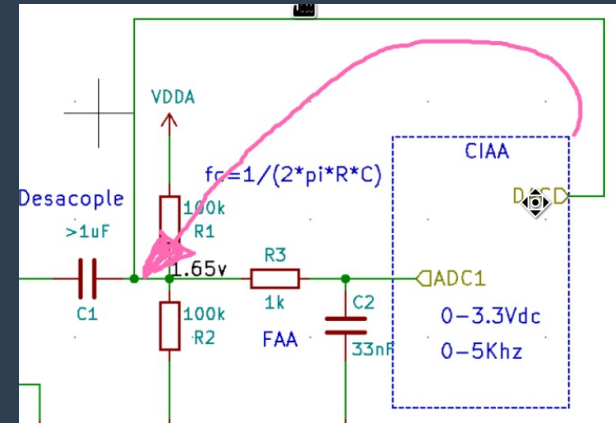 VDDA
fc=1/(2*pi*R*C)
CIAA
Desacople
100k
R1
>1uF
1.65v
R3
ADC1
C1
1k
C2
100k
R2
FAA
33nF
0-3.3Vdc
0-5Khz